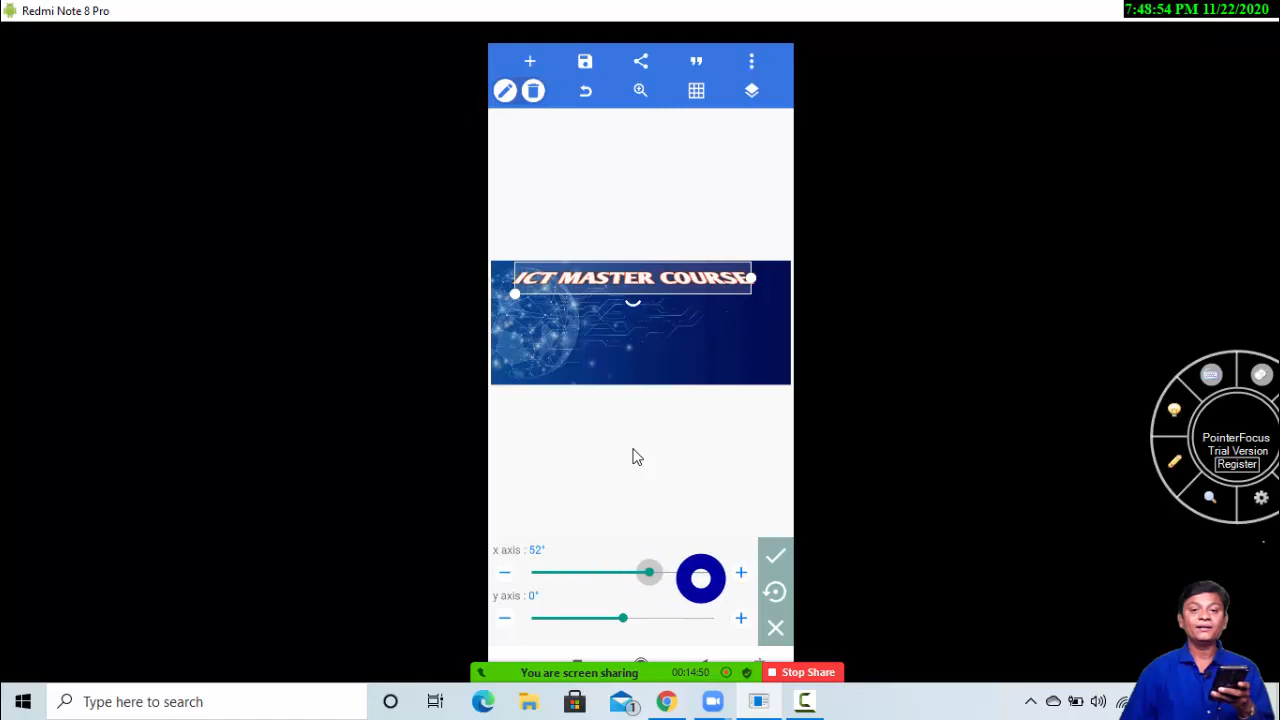 Redmi Note 8 Pro
7:48:54 PM 11/22/2020
ICT MASTER COURSE
PointerFocus
Trial Version
Register
x axis : 52°
y axis : 0°
You are screen sharing
00:14:50
Stop Share
Type here to search
1